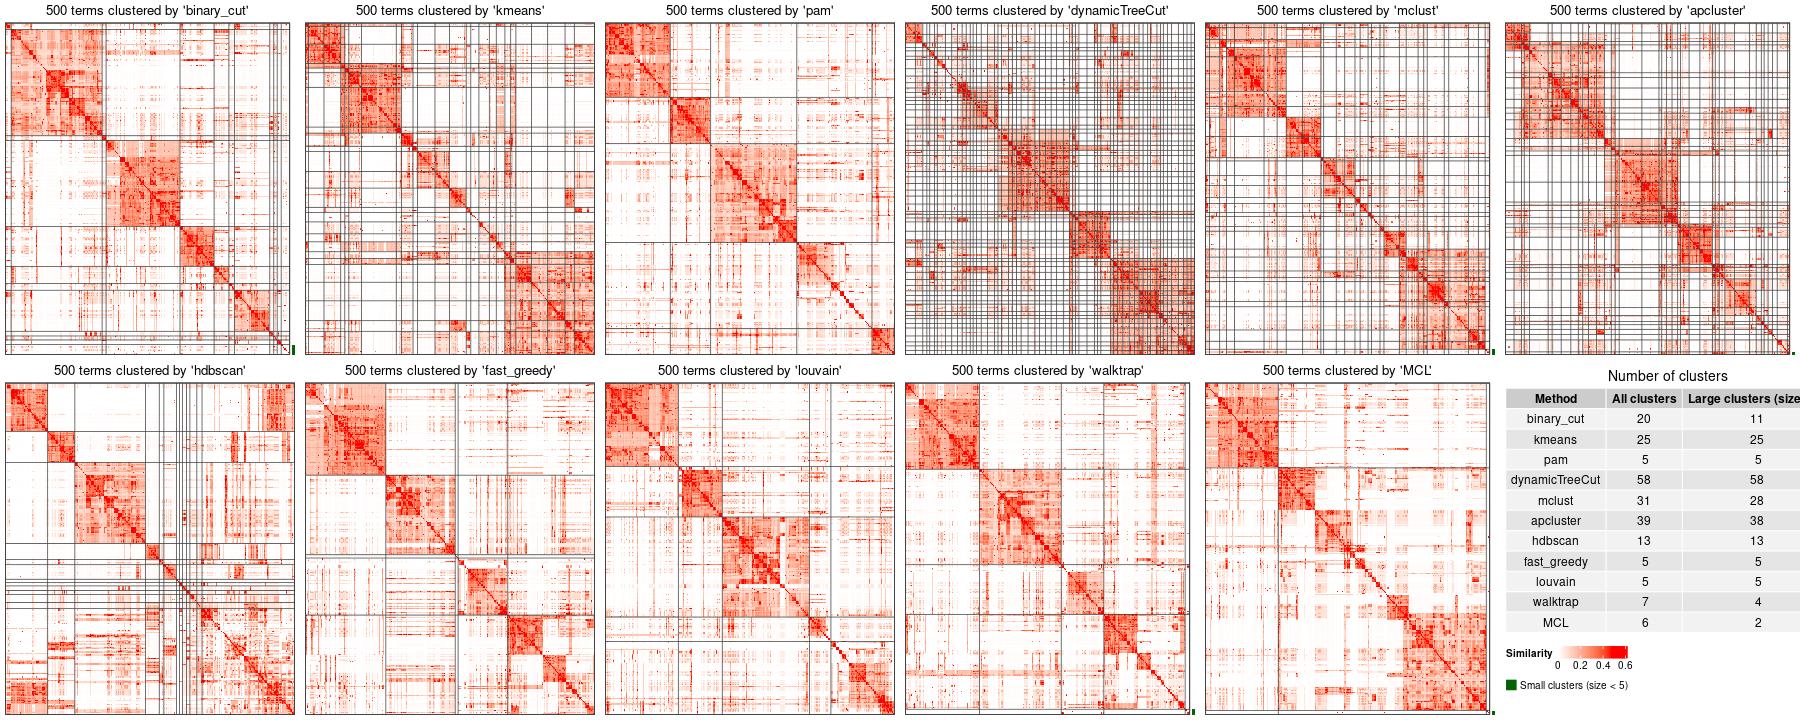 500 terms clustered by 'binary_cut'
500 terms clustered by 'kmeans'
500 terms clustered by 'pam'
500 terms clustered by 'dynamicTreeCut'
500 terms clustered by 'mclust'
500 terms clustered by 'apcluster'
500 terms clustered by 'hdbscan'
500 terms clustered by 'fast_greedy'
500 terms clustered by 'louvain'
500 terms clustered by 'walktrap'
500 terms clustered by 'MCL'
Number of clusters
Method All clusters Large clusters (size
binary_cut 20 11
kmeans 25 25
pam 5 5
dynamicTreeCut 58 58
mclust 31 28
apcluster 39 38
hdbscan 13 13
fast_greedy 5 5
louvain 5 5
walktrap 7 4
MCL 6 2
Similarity
0 0.2 0.4 0.6
Small clusters (size < 5)